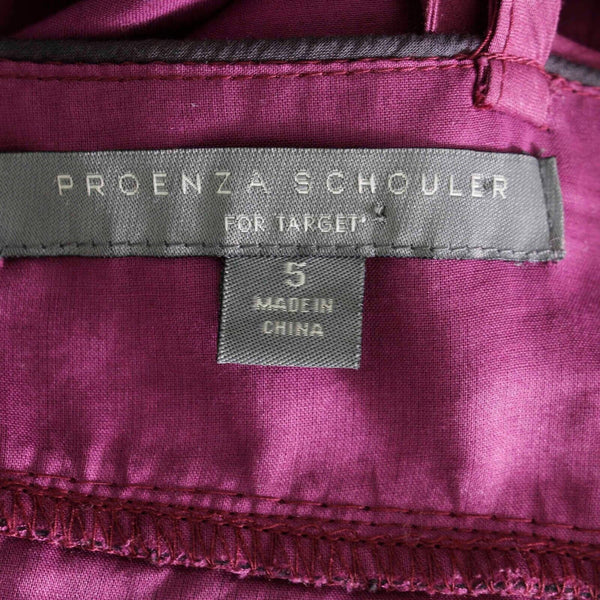 PROENZA SCHOULER
FOR TARGET
5
MADE IN
CHINA